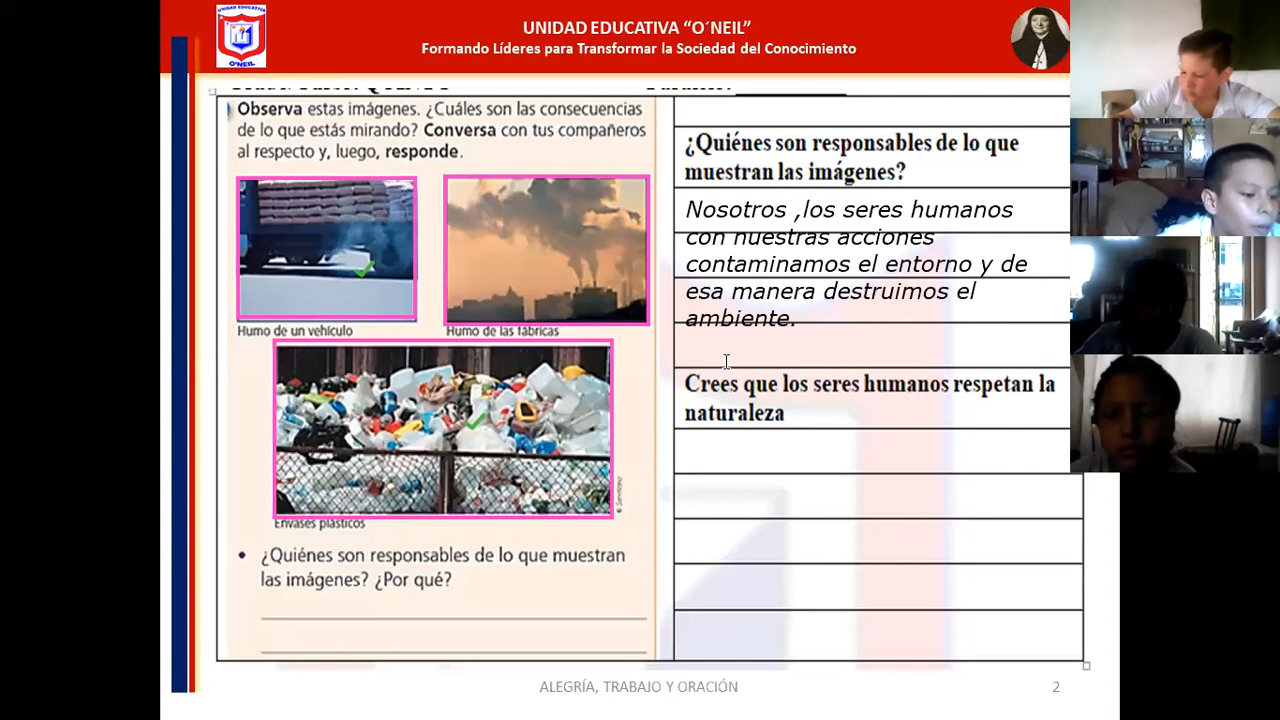 UNIDAD EDUCATIVA “O´NEIL”
Formando Líderes para Transformar la Sociedad del Conocimiento
UNIDAD EDUCATIVA
O'NEIL
Observa estas imágenes. ¿Cuáles son las consecuencias
de lo que estás mirando? Conversa con tus compañeros
al respecto y, luego, responde.
Humo de un vehículo
Humo de las fábricas
Envases plásticos
• ¿Quiénes son responsables de lo que muestran
las imágenes? ¿Por qué?
¿Quiénes son responsables de lo que
muestran las imágenes?
Nosotros ,los seres humanos
con nuestras acciones
contaminamos el entorno y de
esa manera destruimos el
ambiente.
Crees que los seres humanos respetan la
naturaleza
ALEGRÍA, TRABAJO Y ORACIÓN
2